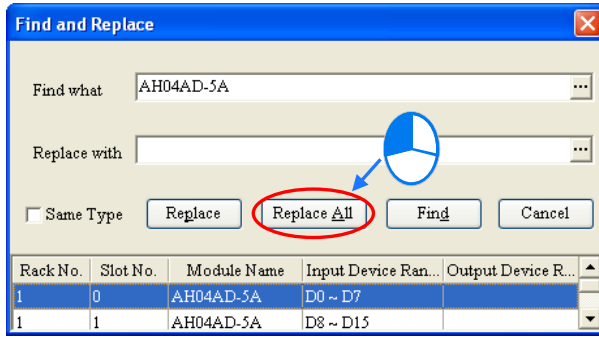 Find and Replace
Find what AH04AD-5A ...
Replace with ...
Same Type Replace Replace All Find Cancel
Rack No. Slot No. Module Name Input Device Ran... Output Device R...
1 0 AH04AD-5A D0 ~ D7
1 1 AH04AD-5A D8 ~ D15